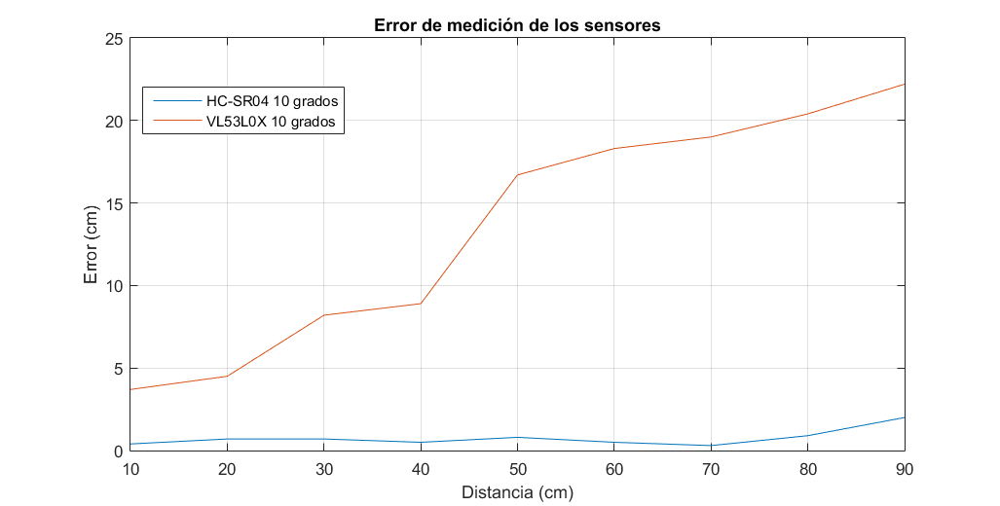 Error de medición de los sensores
25
20
15
10
5
0
HC-SR04 10 grados
VL53L0X 10 grados
Error (cm)
10 20 30 40 50 60 70 80 90
Distancia (cm)